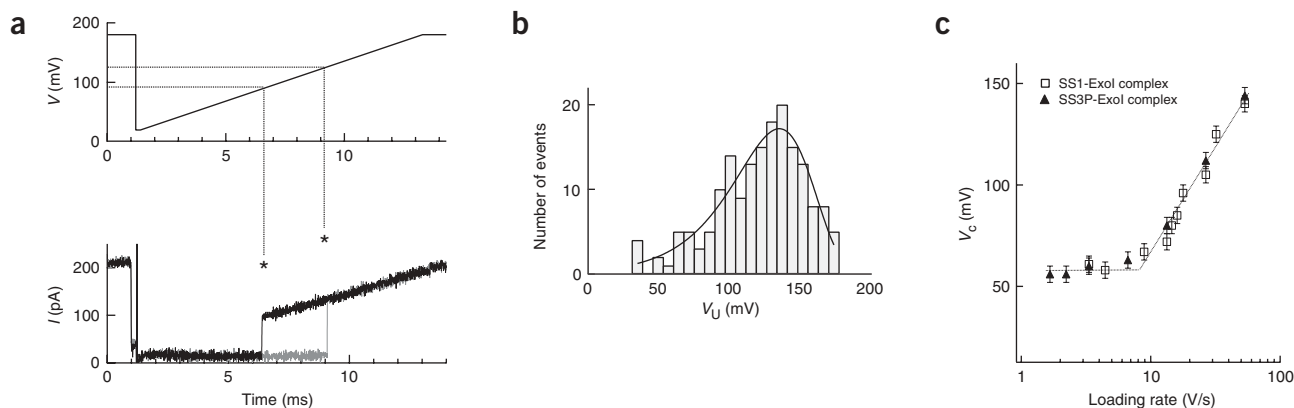 a
200
100
0
V (mV)
0 5 10
* *
200
100
0
I (pA)
0 5 10
Time (ms)
b
20
10
0
Number of events
0 50 100 150 200
VU (mV)
c
150
100
50
Vc (mV)
SS1-ExoI complex
SS3P-ExoI complex
1 10 100
Loading rate (V/s)